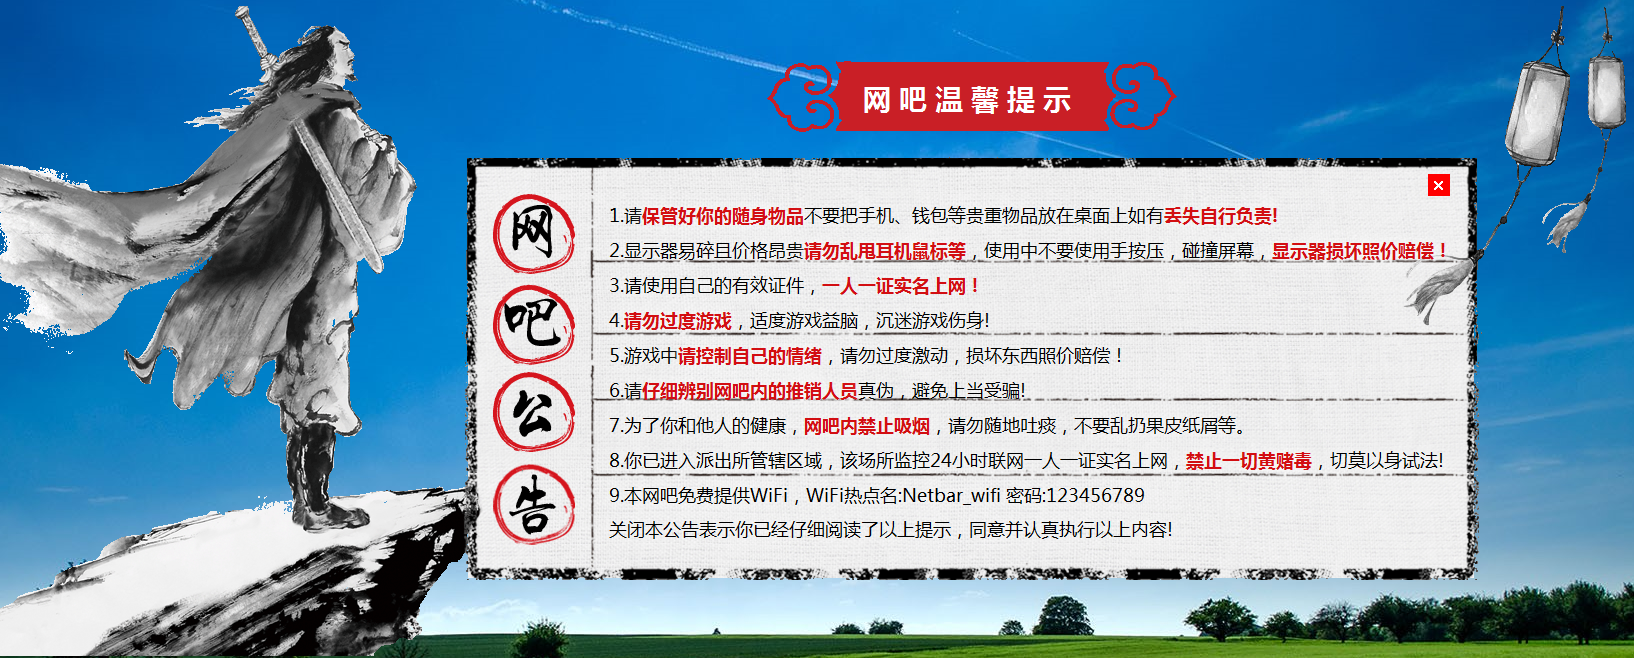 网吧温馨提示
网
吧
公
告
1.请保管好你的随身物品不要把手机、钱包等贵重物品放在桌面上如有丢失自行负责!
2.显示器易碎且价格昂贵请勿乱甩耳机鼠标等，使用中不要使用手按压，碰撞屏幕，显示器损坏照价赔偿！
3.请使用自己的有效证件，一人一证实名上网！
4.请勿过度游戏，适度游戏益脑，沉迷游戏伤身!
5.游戏中请控制自己的情绪，请勿过度激动，损坏东西照价赔偿！
6.请仔细辨别网吧内的推销人员真伪，避免上当受骗!
7.为了你和他人的健康，网吧内禁止吸烟，请勿随地吐痰，不要乱扔果皮纸屑等。
8.你已进入派出所管辖区域，该场所监控24小时联网一人一证实名上网，禁止一切黄赌毒，切莫以身试法!
9.本网吧免费提供WiFi，WiFi热点名:Netbar_wifi 密码:123456789
关闭本公告表示你已经仔细阅读了以上提示，同意并认真执行以上内容!